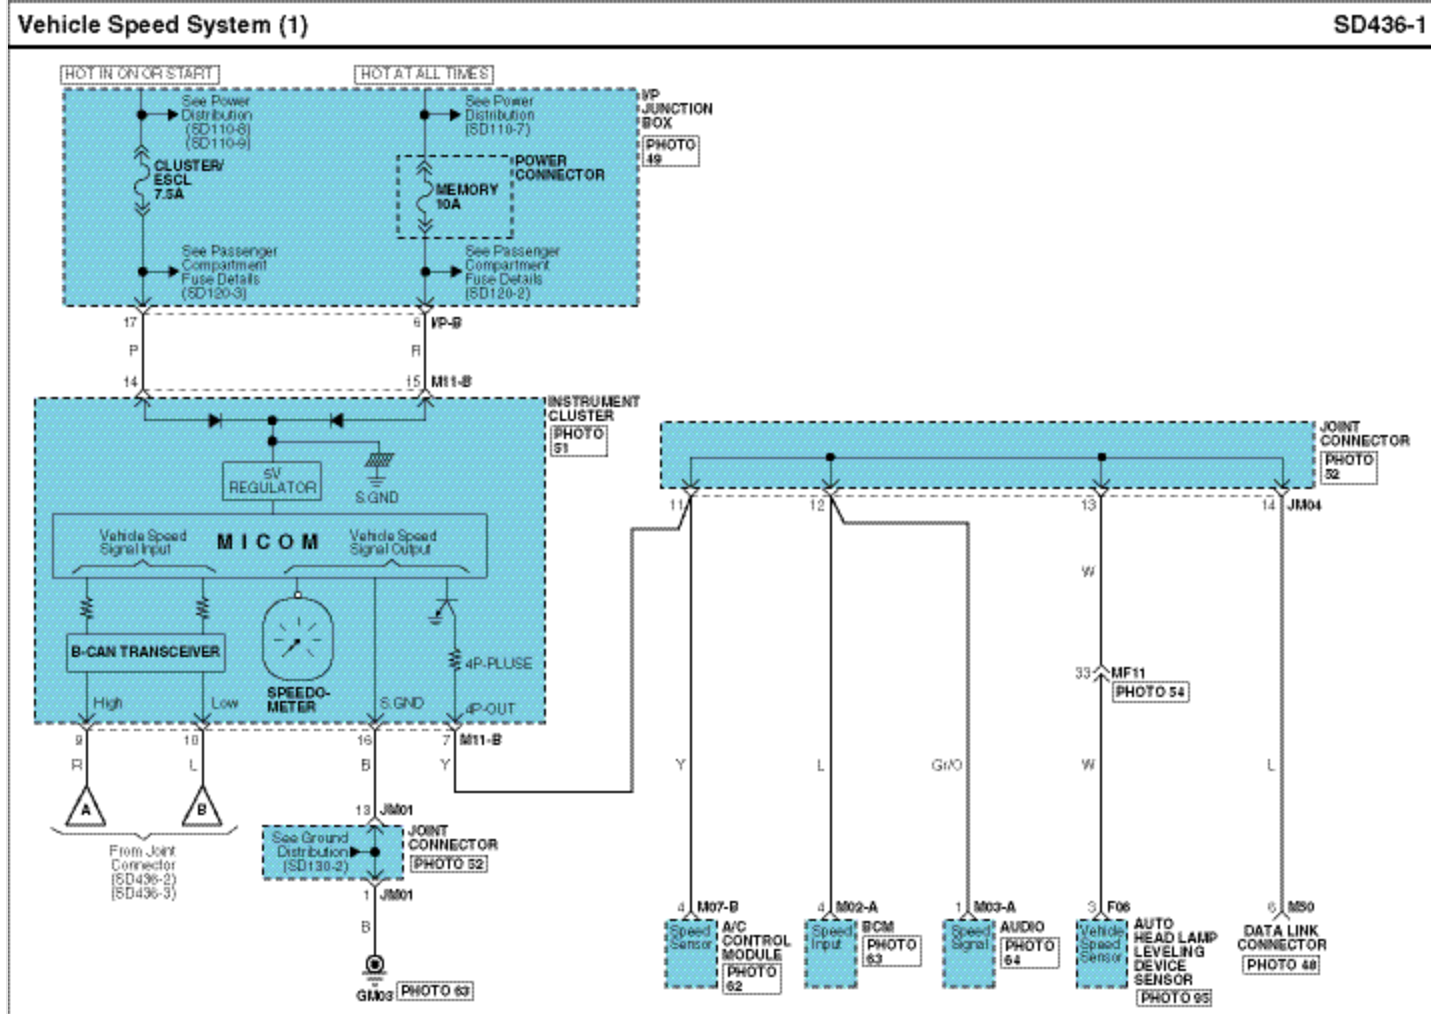 Vehicle Speed System (1)
SD436-1
HOT IN ON OR START
HOT AT ALL TIMES
See Power
Distribution
(SD110-8)
(SD110-9)
CLUSTER/
ESCL
7.5A
See Passenger
Compartment
Fuse Details
(SD120-3)
See Power
Distribution
(SD110-7)
POWER
CONNECTOR
MEMORY
10A
See Passenger
Compartment
Fuse Details
(SD120-2)
I/P
JUNCTION
BOX
PHOTO
49
17
6
I/P-B
P
R
14
15
M11-B
INSTRUMENT
CLUSTER
PHOTO
51
5V
REGULATOR
S.GND
Vehicle Speed
Signal Input
MICOM
Vehicle Speed
Signal Output
B-CAN TRANSCEIVER
High
Low
SPEEDO-
METER
S.GND
4P-PLUSE
4P-OUT
9
10
16
7
M11-B
R
L
B
Y
A
B
From Joint
Connector
(SD436-2)
(SD436-3)
13
JM01
See Ground
Distribution
(SD130-2)
JOINT
CONNECTOR
PHOTO 52
1
JM01
B
GM03
PHOTO 63
JOINT
CONNECTOR
PHOTO
52
11
12
13
14
JM04
W
33
MF11
PHOTO 54
Y
L
Gr/O
W
L
4
M07-B
4
M02-A
1
M03-A
3
F06
6
M50
Speed
Sensor
A/C
CONTROL
MODULE
PHOTO
62
Speed
Input
BCM
PHOTO
63
Speed
Signal
AUDIO
PHOTO
64
Vehicle
Speed
Sensor
AUTO
HEAD LAMP
LEVELING
DEVICE
SENSOR
PHOTO 95
DATA LINK
CONNECTOR
PHOTO 48